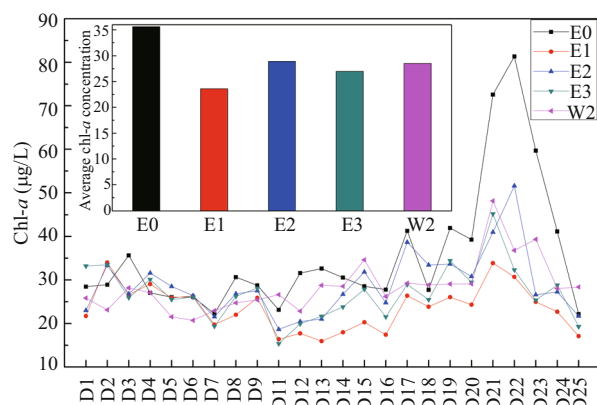 Chl-a (µg/L)
90
80
70
60
50
40
30
20
10
Average chl-a concentration
35
30
25
20
15
10
5
0
E0 E1 E2 E3 W2
E0
E1
E2
E3
W2
D1 D2 D3 D4 D5 D6 D7 D8 D9 D11 D12 D13 D14 D15 D16 D17 D18 D19 D20 D21 D22 D23 D24 D25